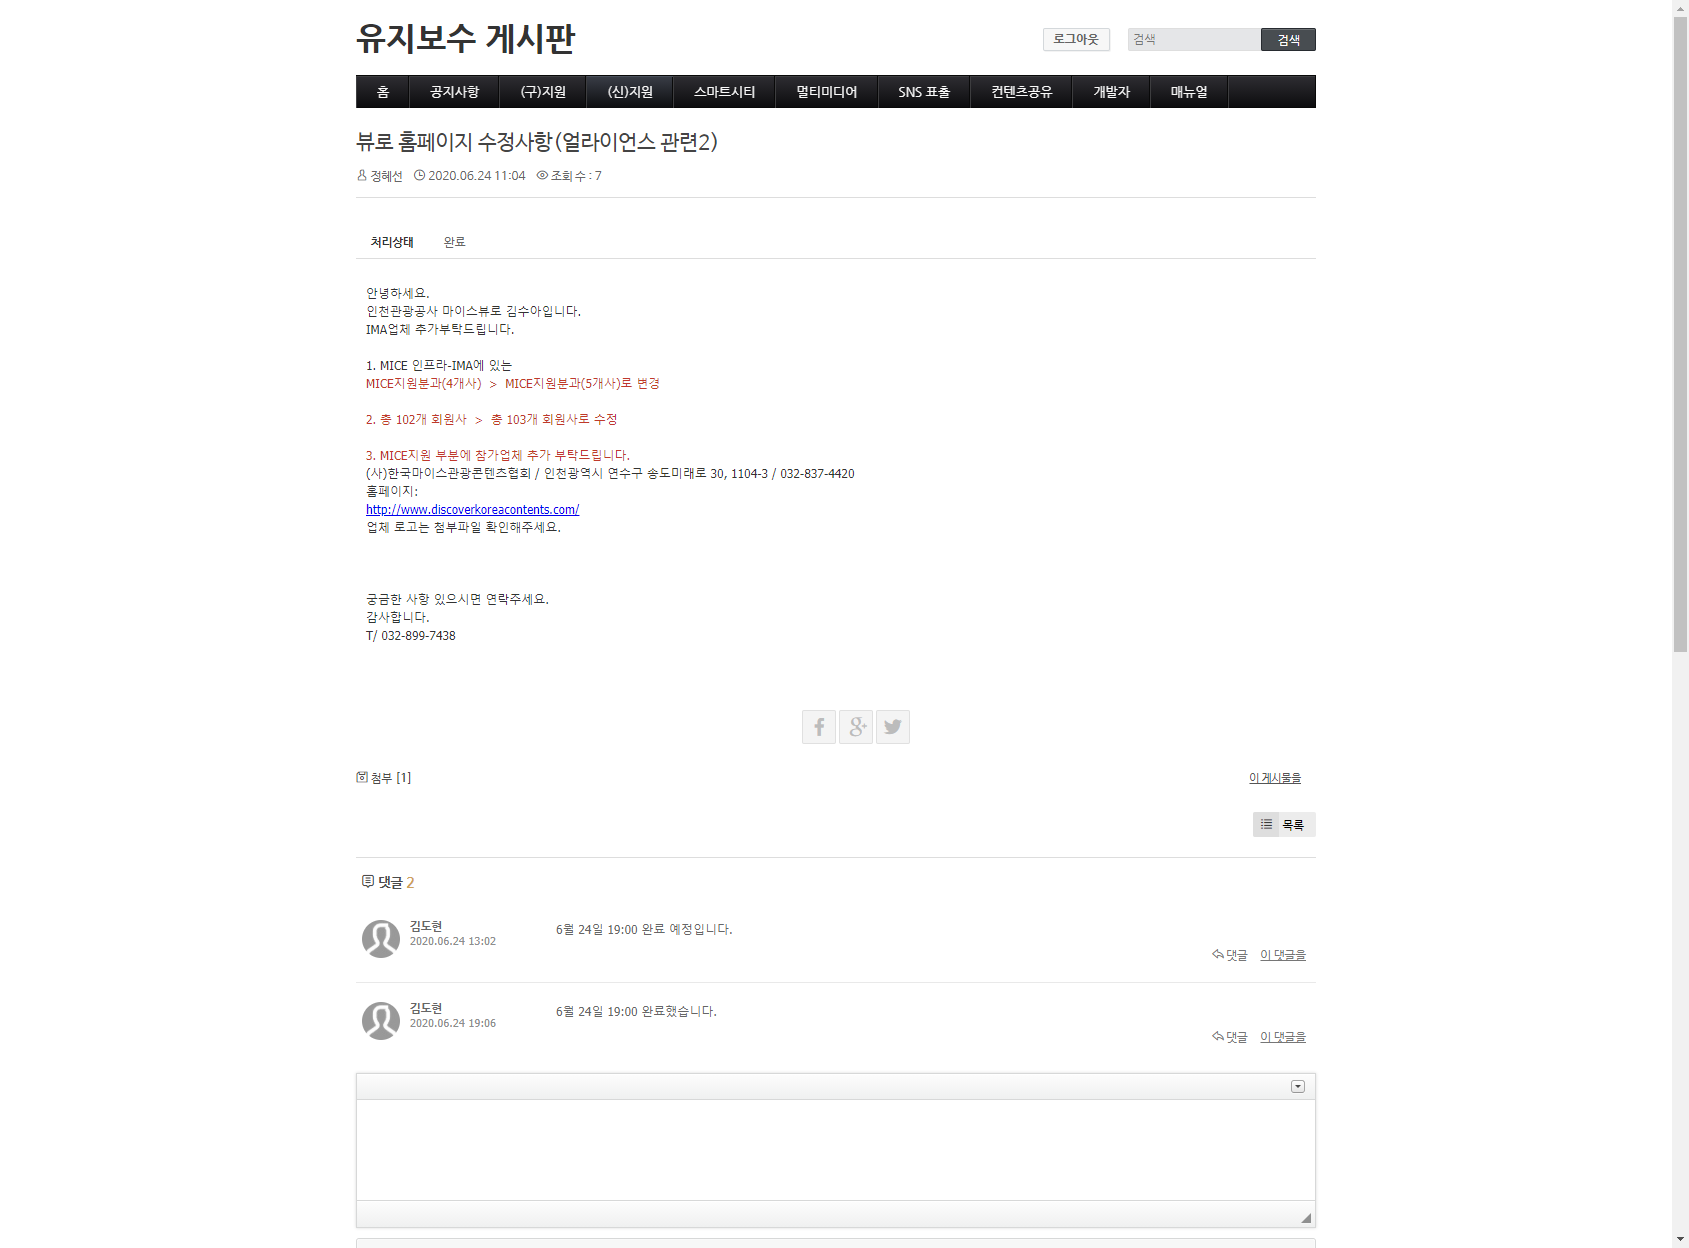 유지보수 게시판
로그아웃
검색
검색
홈 공지사항 (구)지원 (신)지원 스마트시티 멀티미디어 SNS 표출 컨텐츠공유 개발자 매뉴얼
뷰로 홈페이지 수정사항(얼라이언스 관련2)
정혜선 2020.06.24 11:04 조회 수 : 7
처리상태 완료
안녕하세요.
인천관광공사 마이스뷰로 김수아입니다.
IMA업체 추가부탁드립니다.
1. MICE 인프라-IMA에 있는
MICE지원분과(4개사) > MICE지원분과(5개사)로 변경
2. 총 102개 회원사 > 총 103개 회원사로 수정
3. MICE지원 부분에 참가업체 추가 부탁드립니다.
(사)한국마이스관광콘텐츠협회 / 인천광역시 연수구 송도미래로 30, 1104-3 / 032-837-4420
홈페이지:
http://www.discoverkoreacontents.com/
업체 로고는 첨부파일 확인해주세요.
궁금한 사항 있으시면 연락주세요.
감사합니다.
T/ 032-899-7438
첨부 [1]
이 게시물을
목록
댓글 2
김도현
2020.06.24 13:02
6월 24일 19:00 완료 예정입니다.
댓글 이 댓글을
김도현
2020.06.24 19:06
6월 24일 19:00 완료했습니다.
댓글 이 댓글을